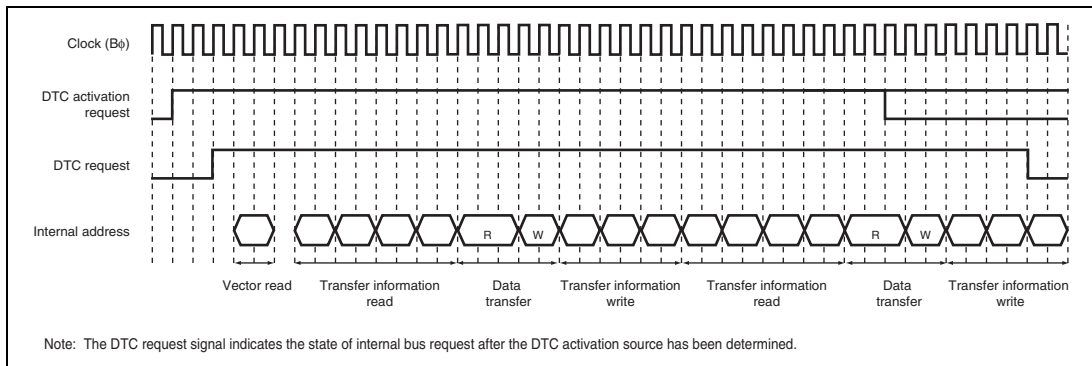 Clock (Bϕ)
DTC activation
request
DTC request
Internal address
R
W
R
W
Vector read
Transfer information
read
Data
transfer
Transfer information
write
Transfer information
read
Data
transfer
Transfer information
write
Note: The DTC request signal indicates the state of internal bus request after the DTC activation source has been determined.